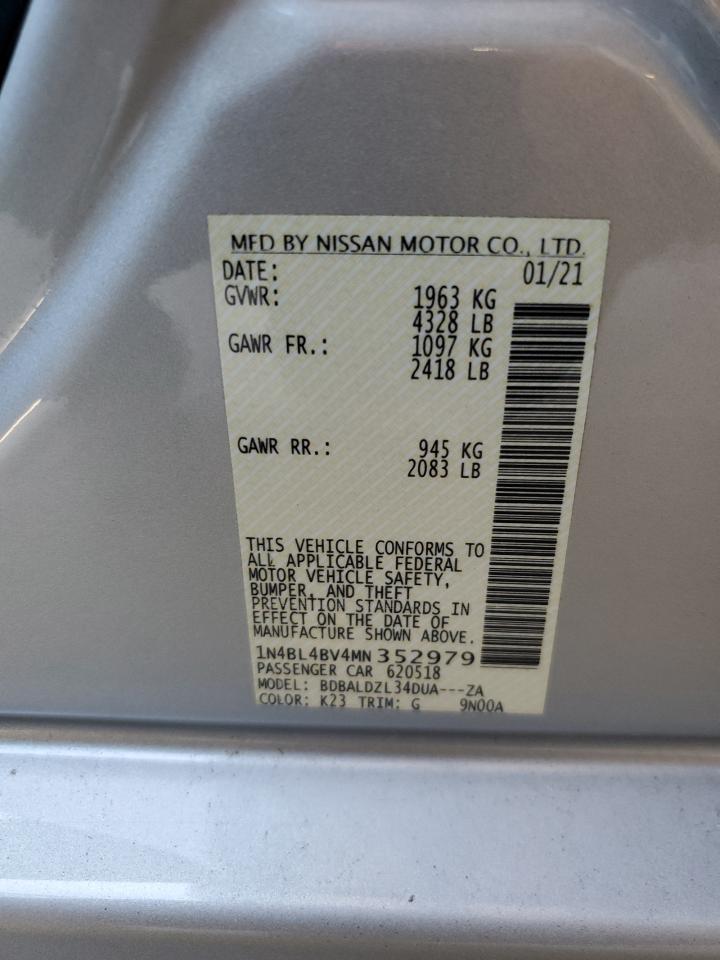 MFD BY NISSAN MOTOR CO., LTD.
DATE: 01/21
GVWR: 1963 KG
4328 LB
GAWR FR.: 1097 KG
2418 LB
GAWR RR.: 945 KG
2083 LB
THIS VEHICLE CONFORMS TO
ALL APPLICABLE FEDERAL
MOTOR VEHICLE SAFETY,
BUMPER, AND THEFT
PREVENTION STANDARDS IN
EFFECT ON THE DATE OF
MANUFACTURE SHOWN ABOVE.
1N4BL4BV4MN352979
PASSENGER CAR 620518
MODEL: BDBALDZL34DUA---ZA
COLOR: K23 TRIM: G 9N00A